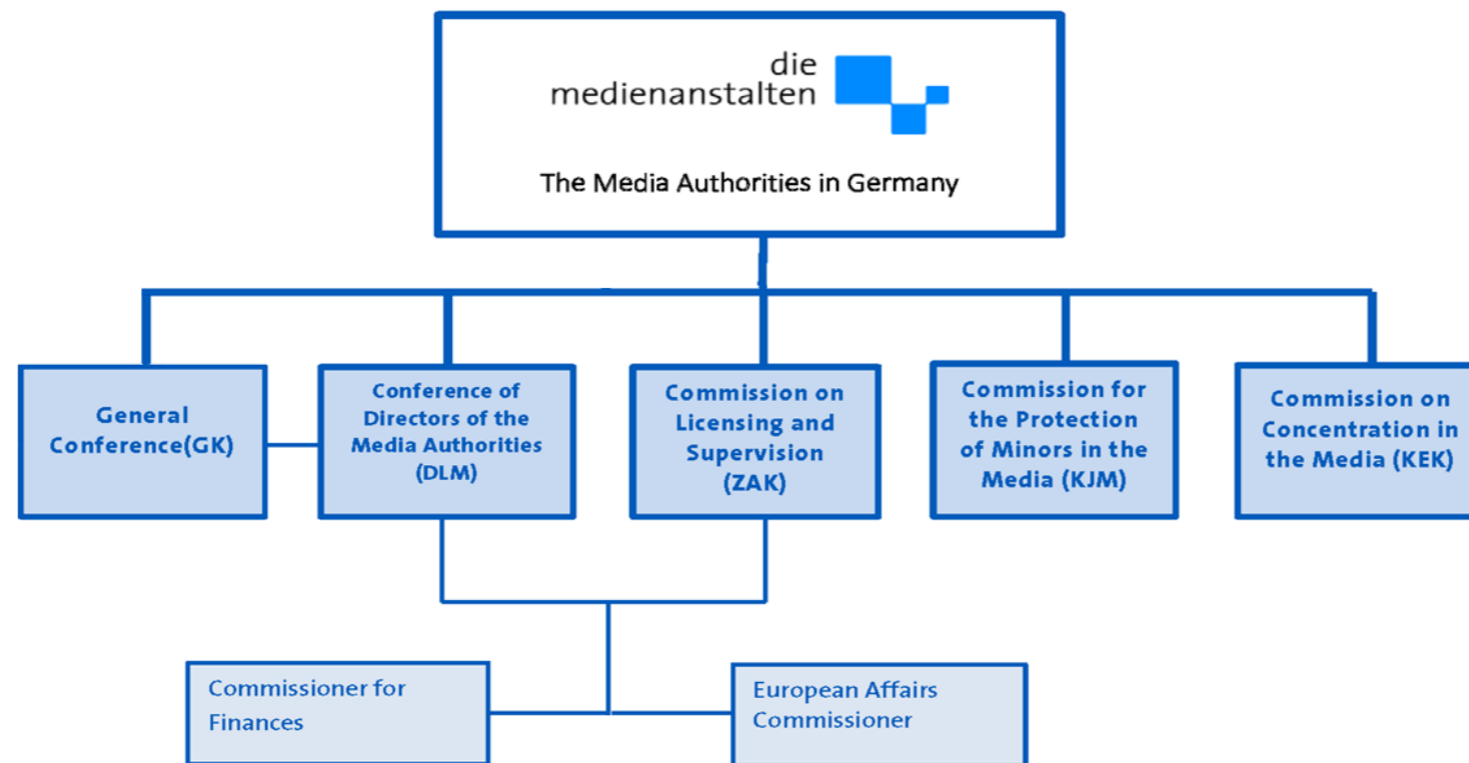 die
medienanstalten
The Media Authorities in Germany
General
Conference(GK)
Conference of
Directors of the
Media Authorities
(DLM)
Commission on
Licensing and
Supervision
(ZAK)
Commission for
the Protection
of Minors in the
Media (KJM)
Commission on
Concentration in
the Media (KEK)
Commissioner for
Finances
European Affairs
Commissioner